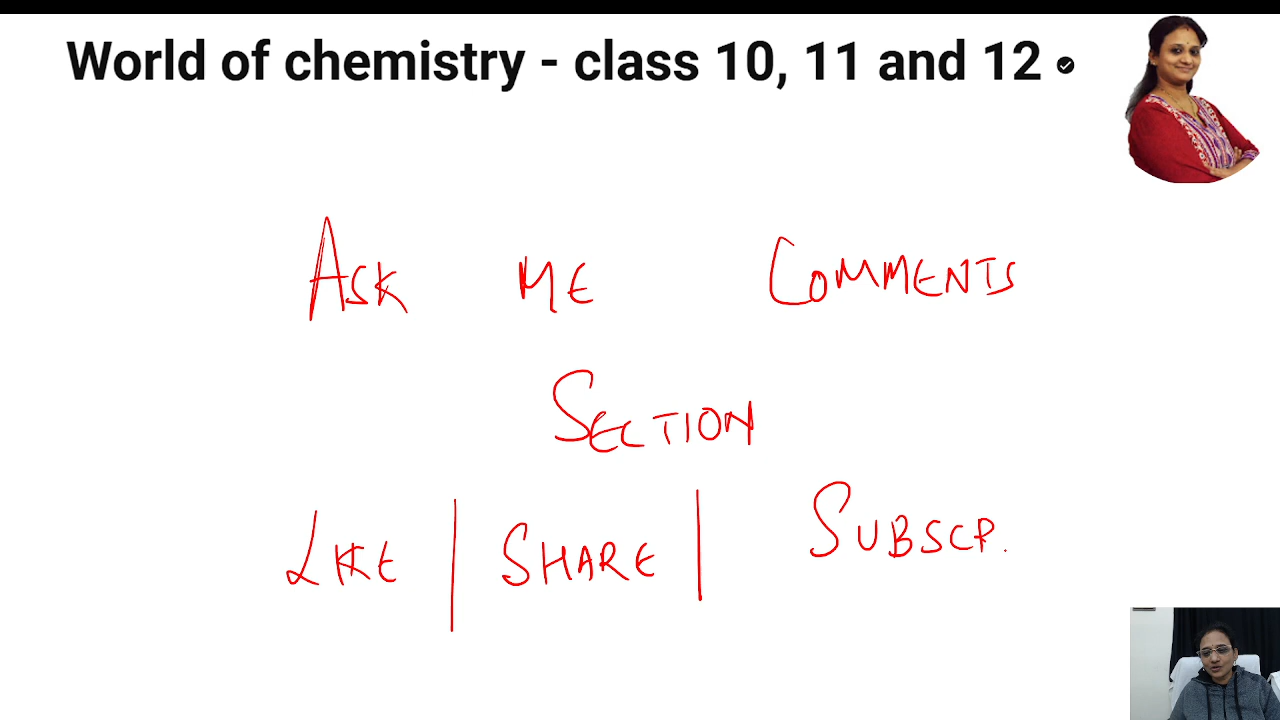 World of chemistry - class 10, 11 and 12
ASK ME COMMENTS
SECTION
LIKE | SHARE | SUBSCR.